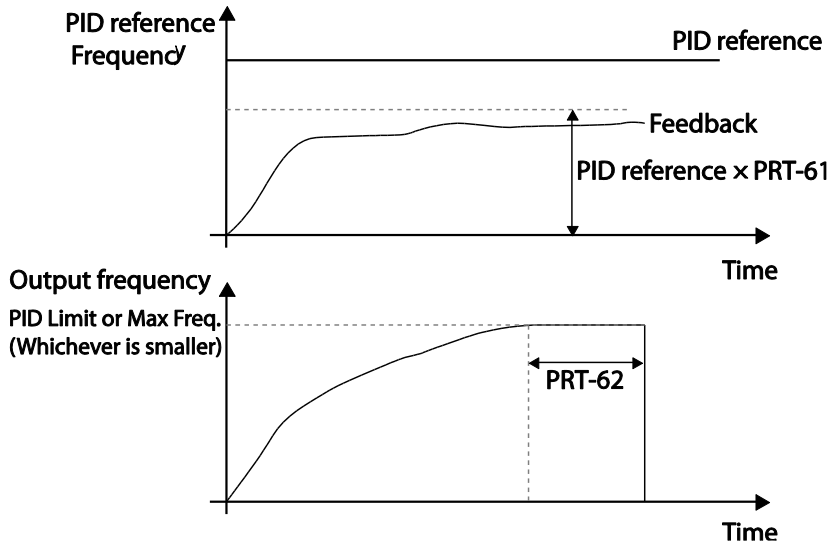 PID reference
Frequency
PID reference
Feedback
PID reference × PRT-61
Time
Output frequency
PID Limit or Max Freq.
(Whichever is smaller)
PRT-62
Time